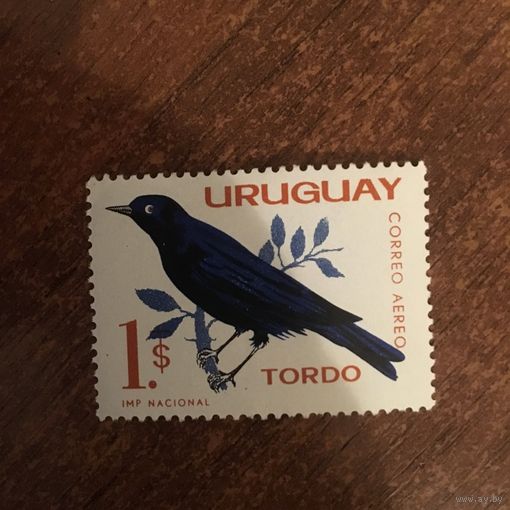 URUGUAY
CORREO AEREO
1.$
TORDO
IMP NACIONAL
www.ay.by